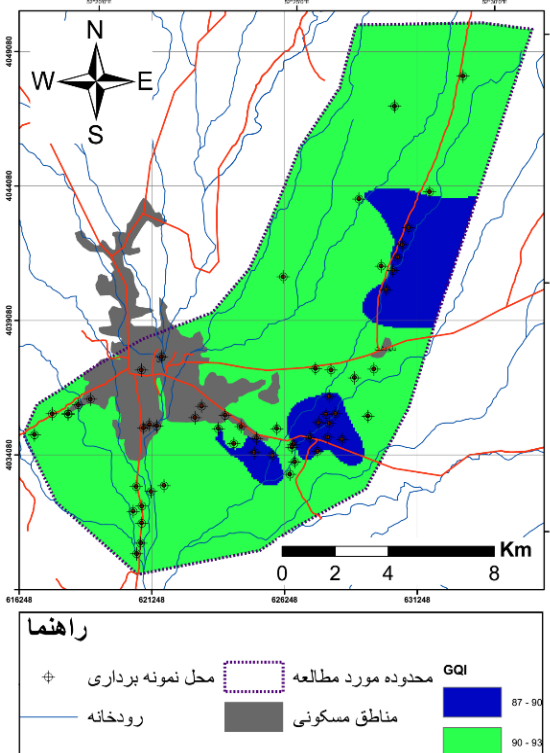 N
W E
S
4049080
4044080
4039080
4034080
Km
0 2 4 8
616248 621248 626248 631248
راهنما
محل نمونه برداری
محدوده مورد مطالعه
رودخانه
مناطق مسکونی
GQI
87 - 90
90 - 93